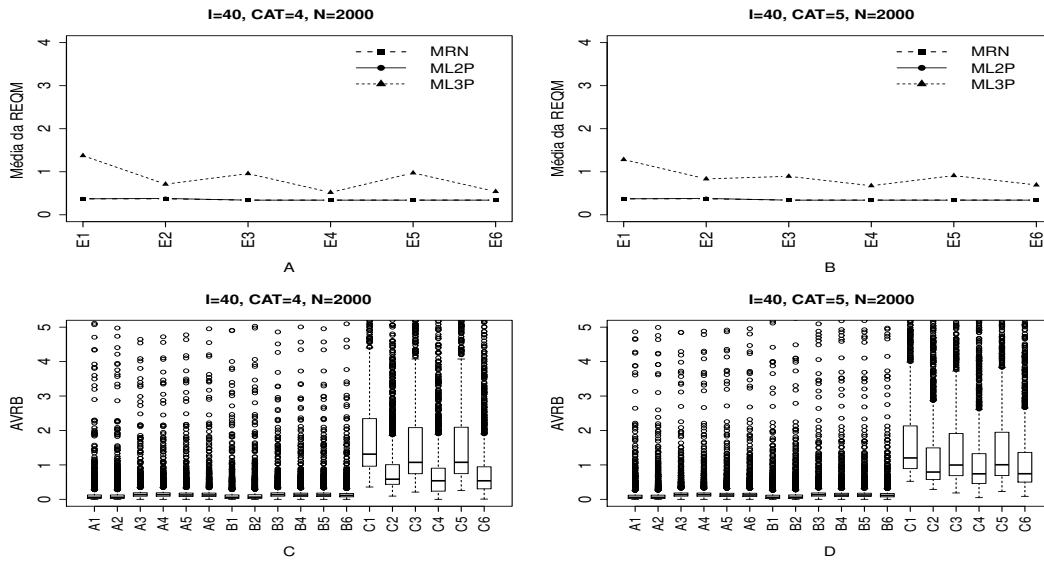 I=40, CAT=4, N=2000
Média da REQM
4
3
2
1
0
MRN
ML2P
ML3P
E1 E2 E3 E4 E5 E6
A
I=40, CAT=5, N=2000
Média da REQM
4
3
2
1
0
MRN
ML2P
ML3P
E1 E2 E3 E4 E5 E6
B
I=40, CAT=4, N=2000
AVRB
5
4
3
2
1
0
A1 A2 A3 A4 A5 A6 B1 B2 B3 B4 B5 B6 C1 C2 C3 C4 C5 C6
C
I=40, CAT=5, N=2000
AVRB
5
4
3
2
1
0
A1 A2 A3 A4 A5 A6 B1 B2 B3 B4 B5 B6 C1 C2 C3 C4 C5 C6
D